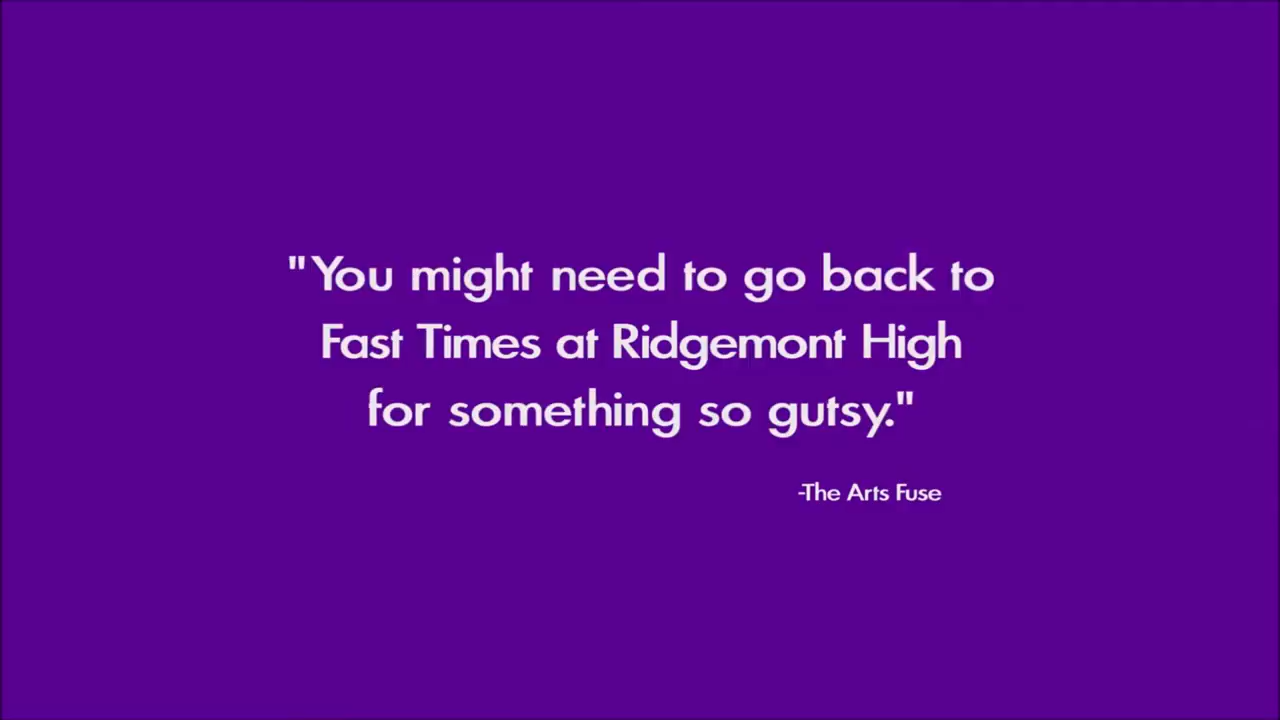 "You might need to go back to
Fast Times at Ridgemont High
for something so gutsy."
-The Arts Fuse